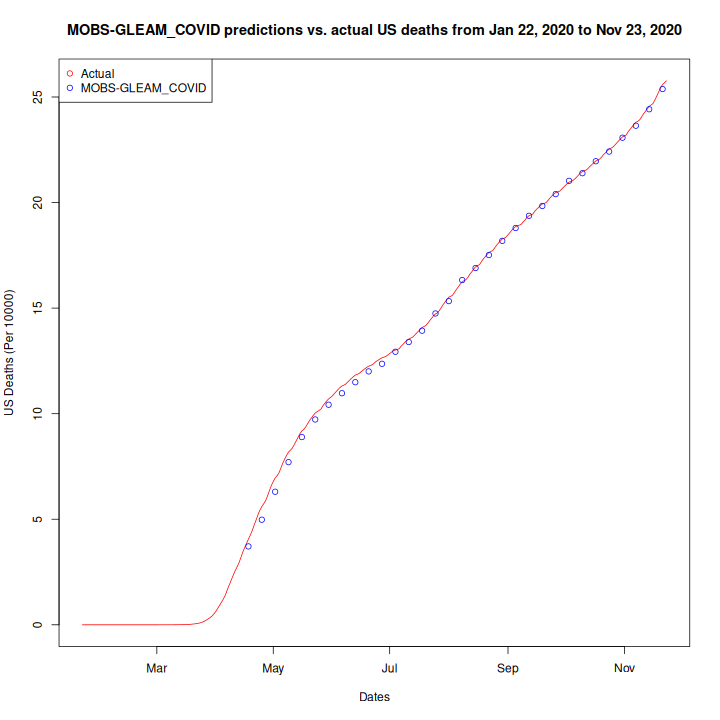 MOBS-GLEAM_COVID predictions vs. actual US deaths from Jan 22, 2020 to Nov 23, 2020
Actual
MOBS-GLEAM_COVID
25
20
15
10
5
0
US Deaths (Per 10000)
Mar May Jul Sep Nov
Dates